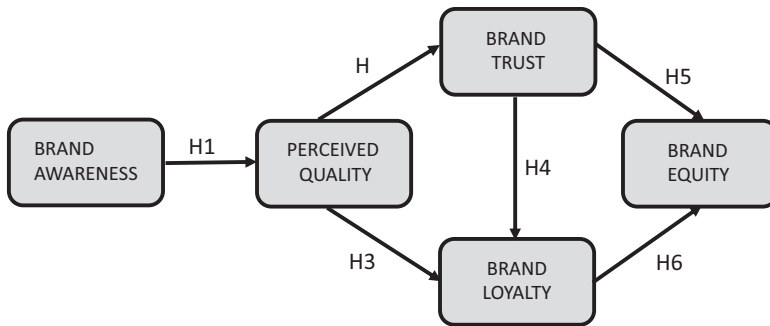 BRAND
TRUST
H
H5
BRAND
AWARENESS
H1
PERCEIVED
QUALITY
H4
BRAND
EQUITY
H3
BRAND
LOYALTY
H6